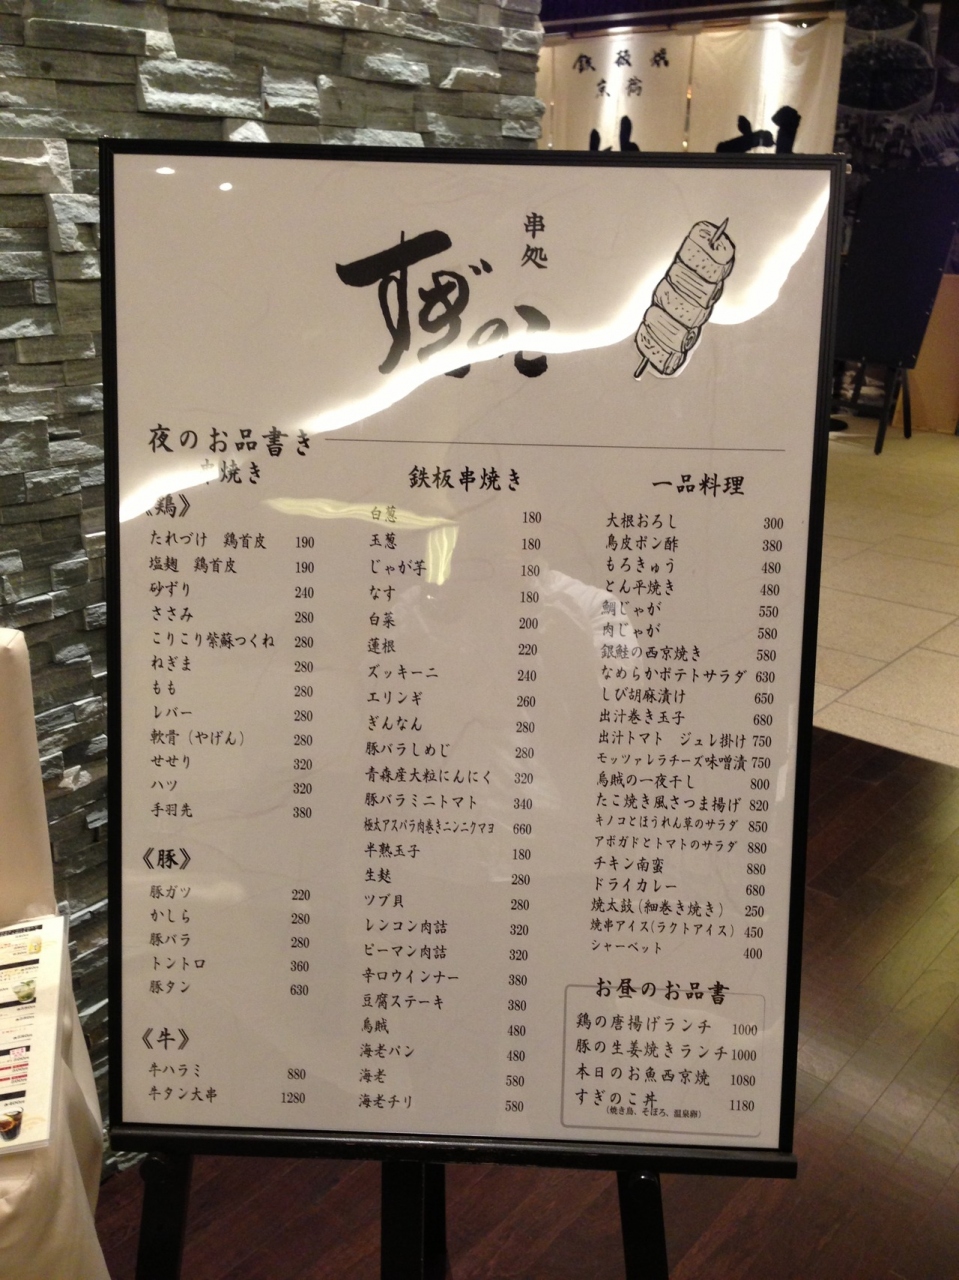 鉄板焼
京橋
串処
すぎのこ
夜のお品書き
串焼き
《鶏》
たれづけ 鶏首皮 190
塩麹 鶏首皮 190
砂ずり 240
ささみ 280
こりこり紫蘇つくね 280
ねぎま 280
もも 280
レバー 280
軟骨（やげん） 280
せせり 320
ハツ 320
手羽先 380
《豚》
豚ガツ 220
かしら 280
豚バラ 280
トントロ 360
豚タン 630
《牛》
牛ハラミ 880
牛タン大串 1280
鉄板串焼き
白葱 180
玉葱 180
じゃが芋 180
なす 180
白菜 200
蓮根 220
ズッキーニ 240
エリンギ 260
ぎんなん 280
豚バラしめじ 280
青森産大粒にんにく 320
豚バラミニトマト 340
極太アスパラ肉巻きニンニクマヨ 660
半熟玉子 180
生麩 280
ツブ貝 280
レンコン肉詰 320
ピーマン肉詰 320
辛口ウインナー 380
豆腐ステーキ 380
烏賊 480
海老パン 480
海老 580
海老チリ 580
一品料理
大根おろし 300
鳥皮ポン酢 380
もろきゅう 480
とん平焼き 480
鯛じゃが 550
肉じゃが 580
銀鮭の西京焼き 580
なめらかポテトサラダ 630
しび胡麻漬け 650
出汁巻き玉子 680
出汁トマト ジュレ掛け 750
モッツァレラチーズ味噌漬 750
烏賊の一夜干し 800
たこ焼き風さつま揚げ 820
キノコとほうれん草のサラダ 850
アボガドとトマトのサラダ 880
チキン南蛮 880
ドライカレー 680
焼太鼓（細巻き焼き） 250
焼串アイス（ラクトアイス） 450
シャーベット 400
お昼のお品書
鶏の唐揚げランチ 1000
豚の生姜焼きランチ 1000
本日のお魚西京焼 1080
すぎのこ丼 1180
（焼き鳥、そぼろ、温泉卵）